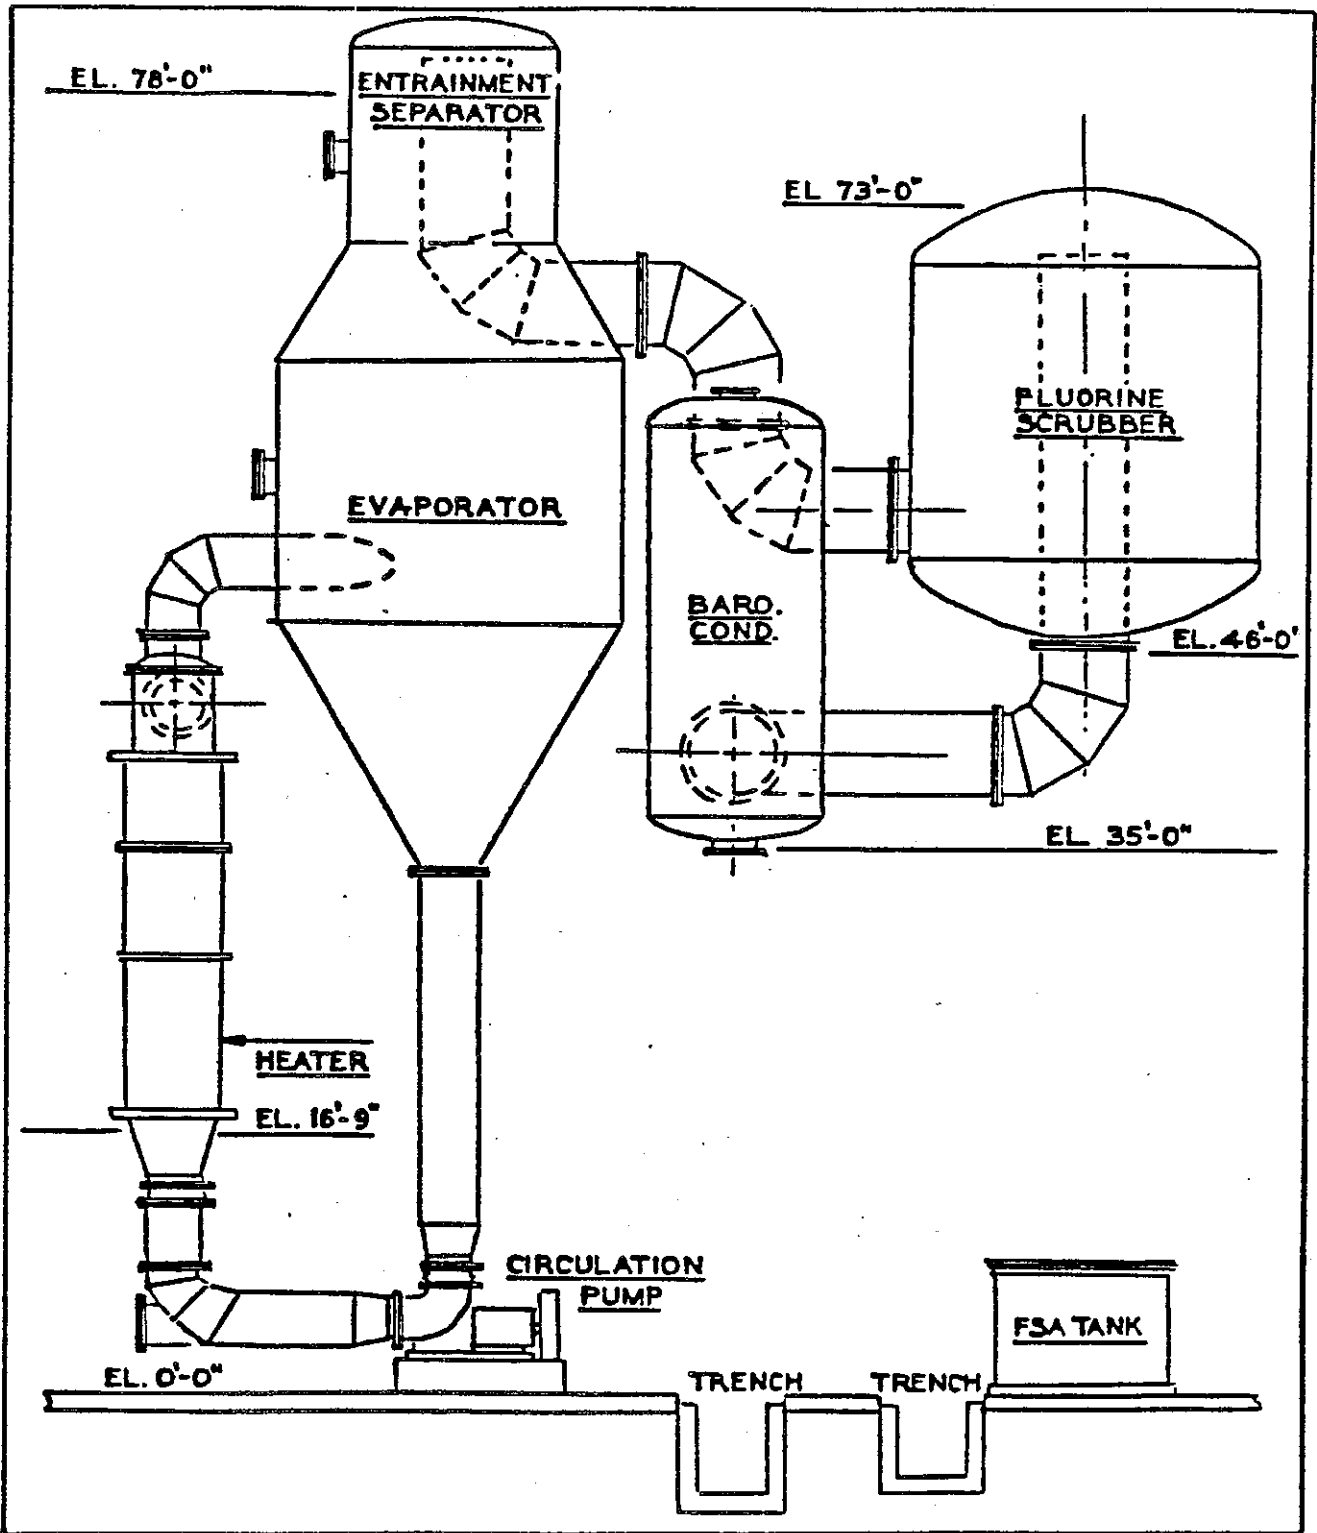 EL. 78'-0"
ENTRAINMENT
SEPARATOR
EL 73'-0"
FLUORINE
SCRUBBER
EVAPORATOR
BARO.
COND.
EL. 46'-0'
EL. 35'-0"
HEATER
EL. 16'-9"
CIRCULATION
PUMP
FSA TANK
EL. 0'-0"
TRENCH
TRENCH